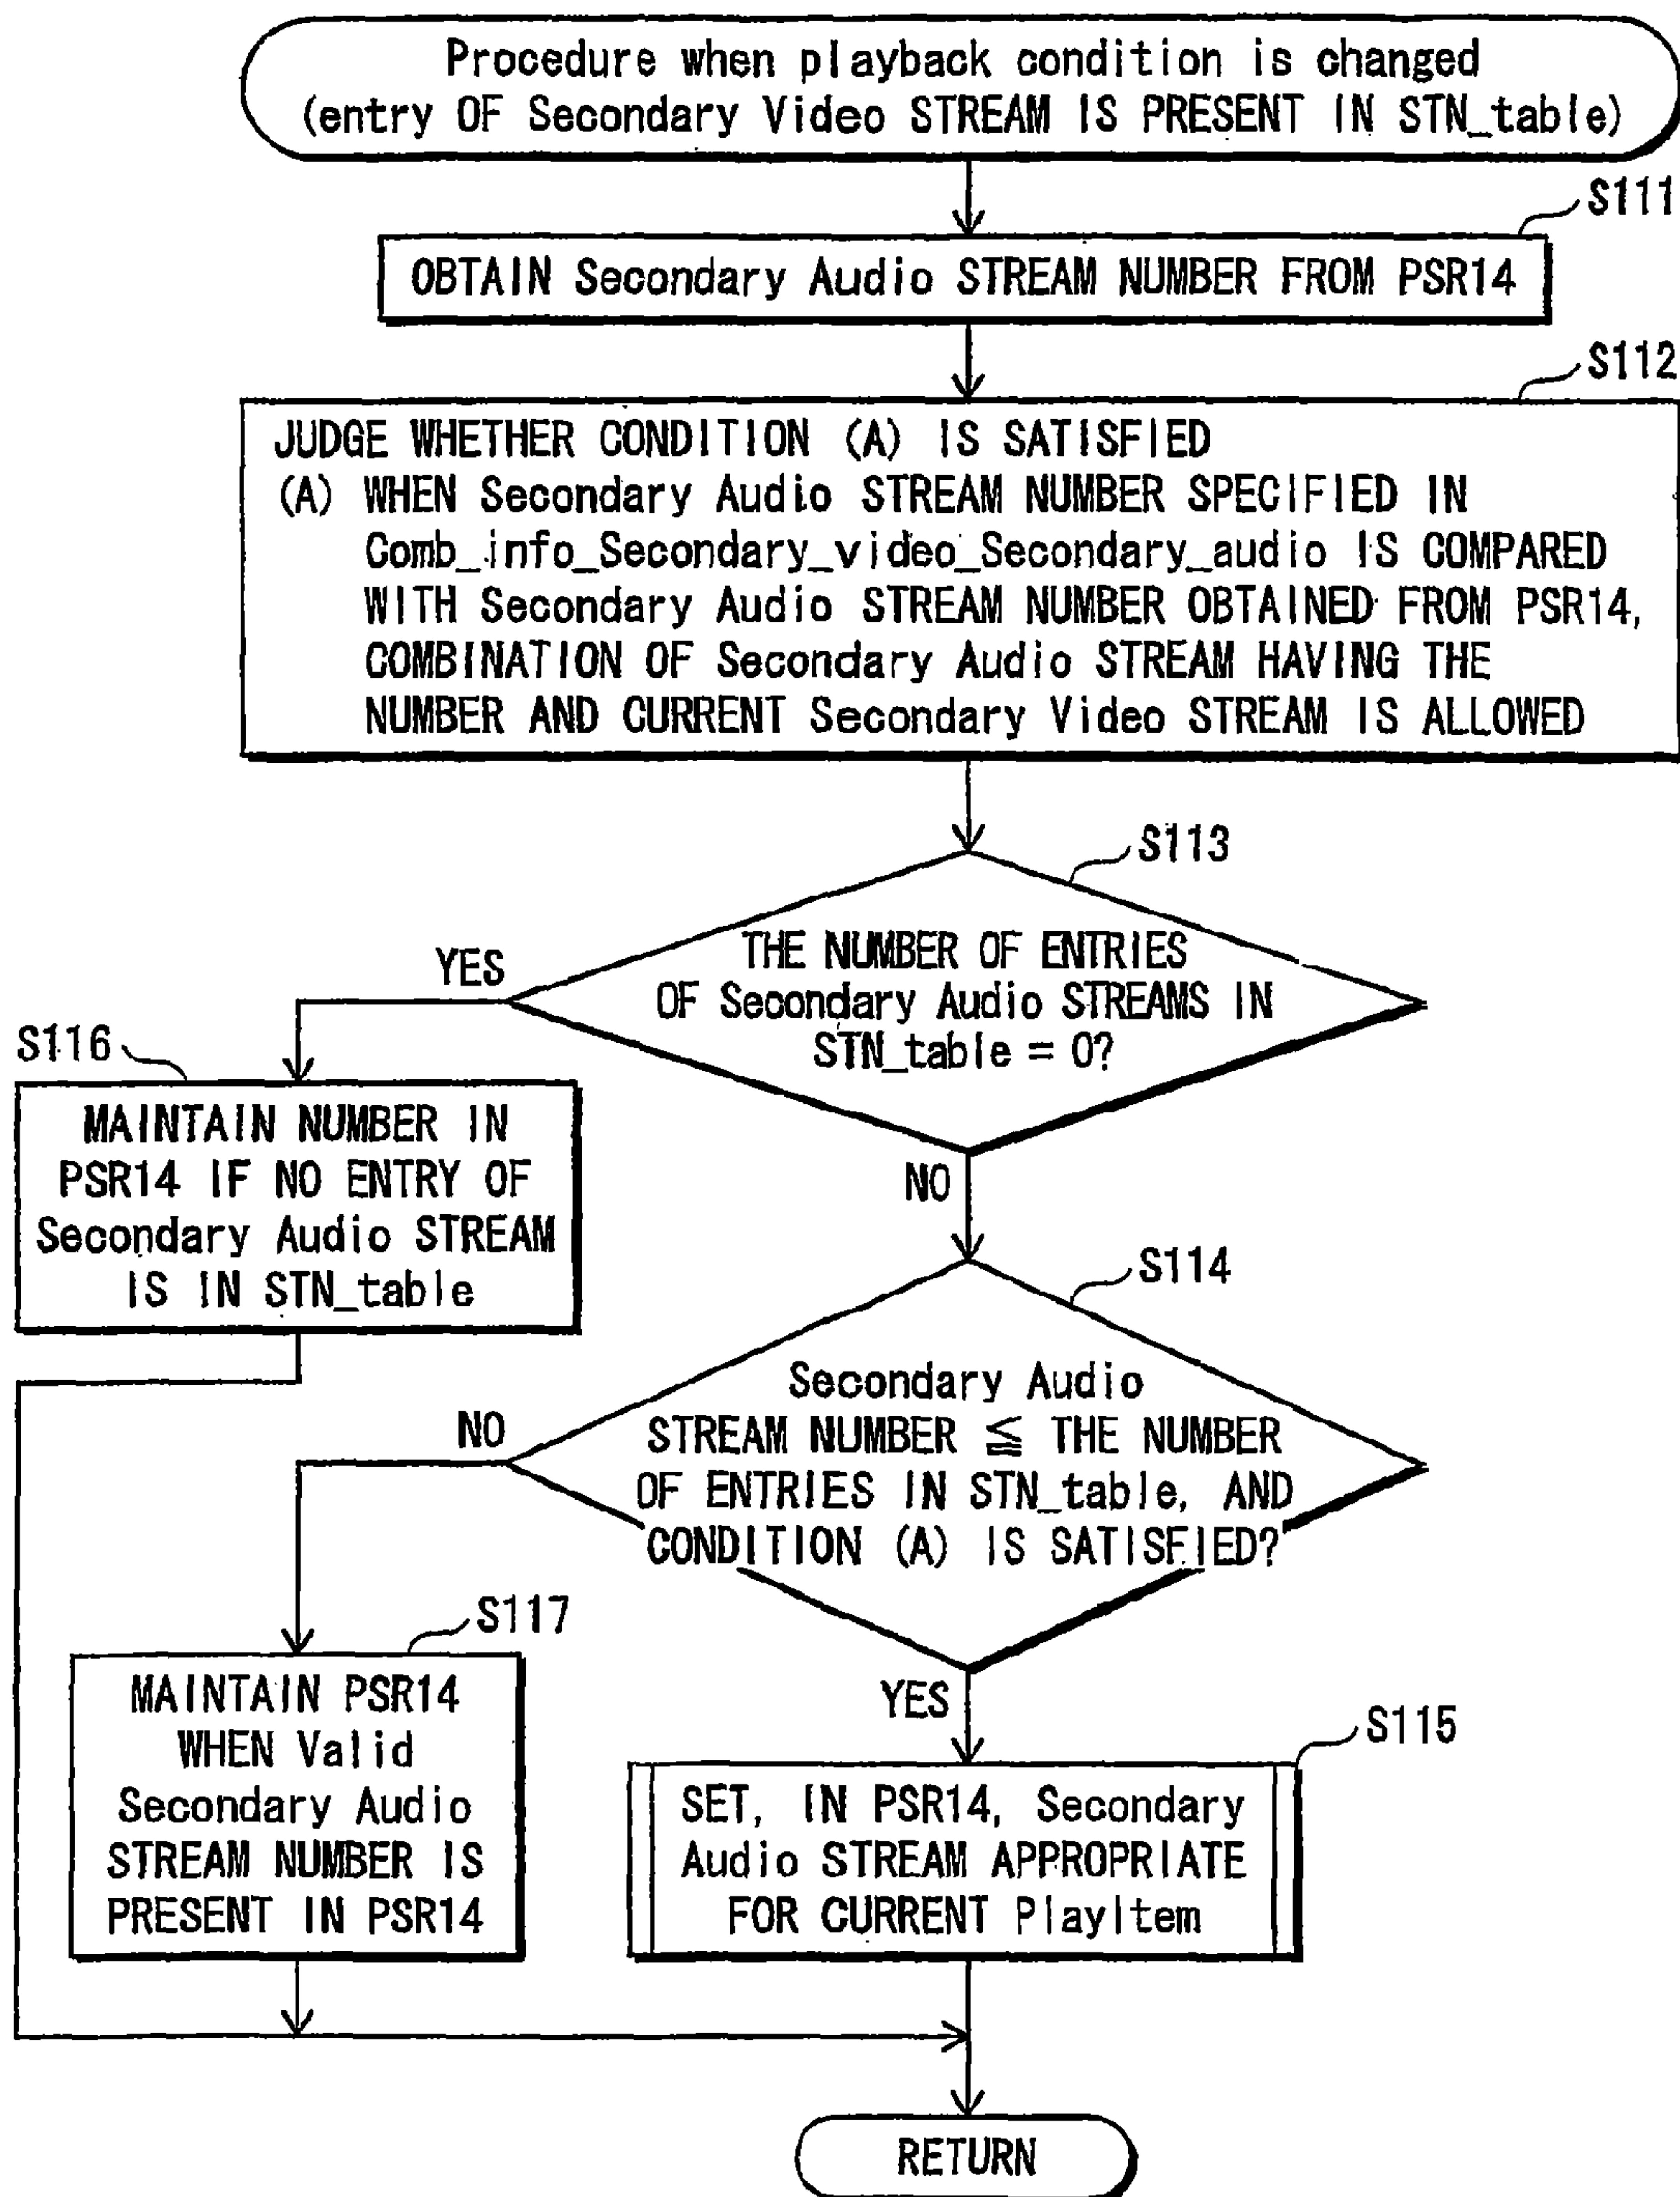 Procedure when playback condition is changed
(entry OF Secondary Video STREAM IS PRESENT IN STN_table)
S111
OBTAIN Secondary Audio STREAM NUMBER FROM PSR14
S112
JUDGE WHETHER CONDITION (A) IS SATISFIED
(A) WHEN Secondary Audio STREAM NUMBER SPECIFIED IN
Comb_info_Secondary_video_Secondary_audio IS COMPARED
WITH Secondary Audio STREAM NUMBER OBTAINED FROM PSR14,
COMBINATION OF Secondary Audio STREAM HAVING THE
NUMBER AND CURRENT Secondary Video STREAM IS ALLOWED
S113
THE NUMBER OF ENTRIES
OF Secondary Audio STREAMS IN
STN_table = 0?
YES
S116
MAINTAIN NUMBER IN
PSR14 IF NO ENTRY OF
Secondary Audio STREAM
IS IN STN_table
NO
S114
Secondary Audio
STREAM NUMBER ≦ THE NUMBER
OF ENTRIES IN STN_table, AND
CONDITION (A) IS SATISFIED?
NO
S117
MAINTAIN PSR14
WHEN Valid
Secondary Audio
STREAM NUMBER IS
PRESENT IN PSR14
YES
S115
SET, IN PSR14, Secondary
Audio STREAM APPROPRIATE
FOR CURRENT PlayItem
RETURN